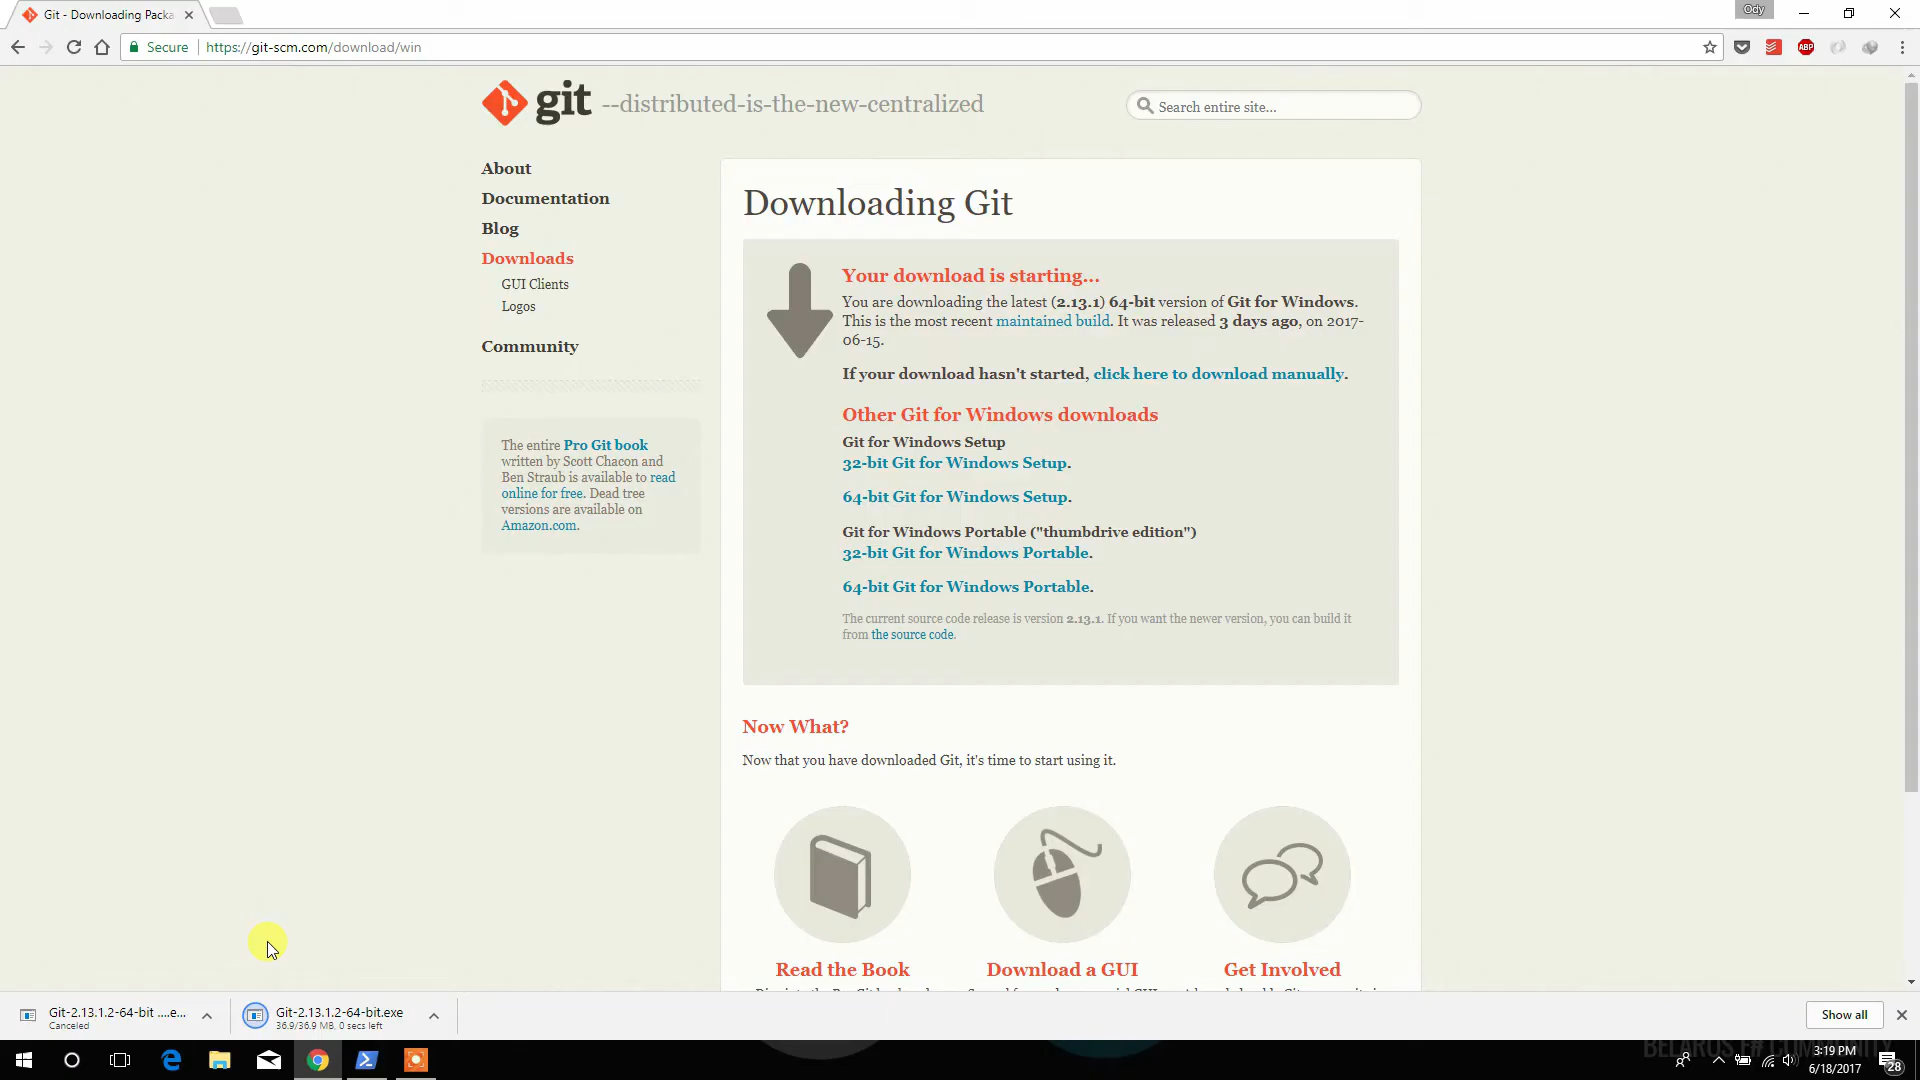 Git - Downloading Packa
Ody
Secure
https://git-scm.com/download/win
ABP
git --distributed-is-the-new-centralized
Search entire site...
About
Documentation
Blog
Downloads
GUI Clients
Logos
Community
The entire Pro Git book
written by Scott Chacon and
Ben Straub is available to read
online for free. Dead tree
versions are available on
Amazon.com.
Downloading Git
Your download is starting...
You are downloading the latest (2.13.1) 64-bit version of Git for Windows.
This is the most recent maintained build. It was released 3 days ago, on 2017-
06-15.
If your download hasn't started, click here to download manually.
Other Git for Windows downloads
Git for Windows Setup
32-bit Git for Windows Setup.
64-bit Git for Windows Setup.
Git for Windows Portable ("thumbdrive edition")
32-bit Git for Windows Portable.
64-bit Git for Windows Portable.
The current source code release is version 2.13.1. If you want the newer version, you can build it
from the source code.
Now What?
Now that you have downloaded Git, it's time to start using it.
Read the Book
Download a GUI
Get Involved
Git-2.13.1.2-64-bit ....e...
Canceled
Git-2.13.1.2-64-bit.exe
36.9/36.9 MB, 0 secs left
Show all
BELARUS F# COMMUNITY
3:19 PM
6/18/2017
28